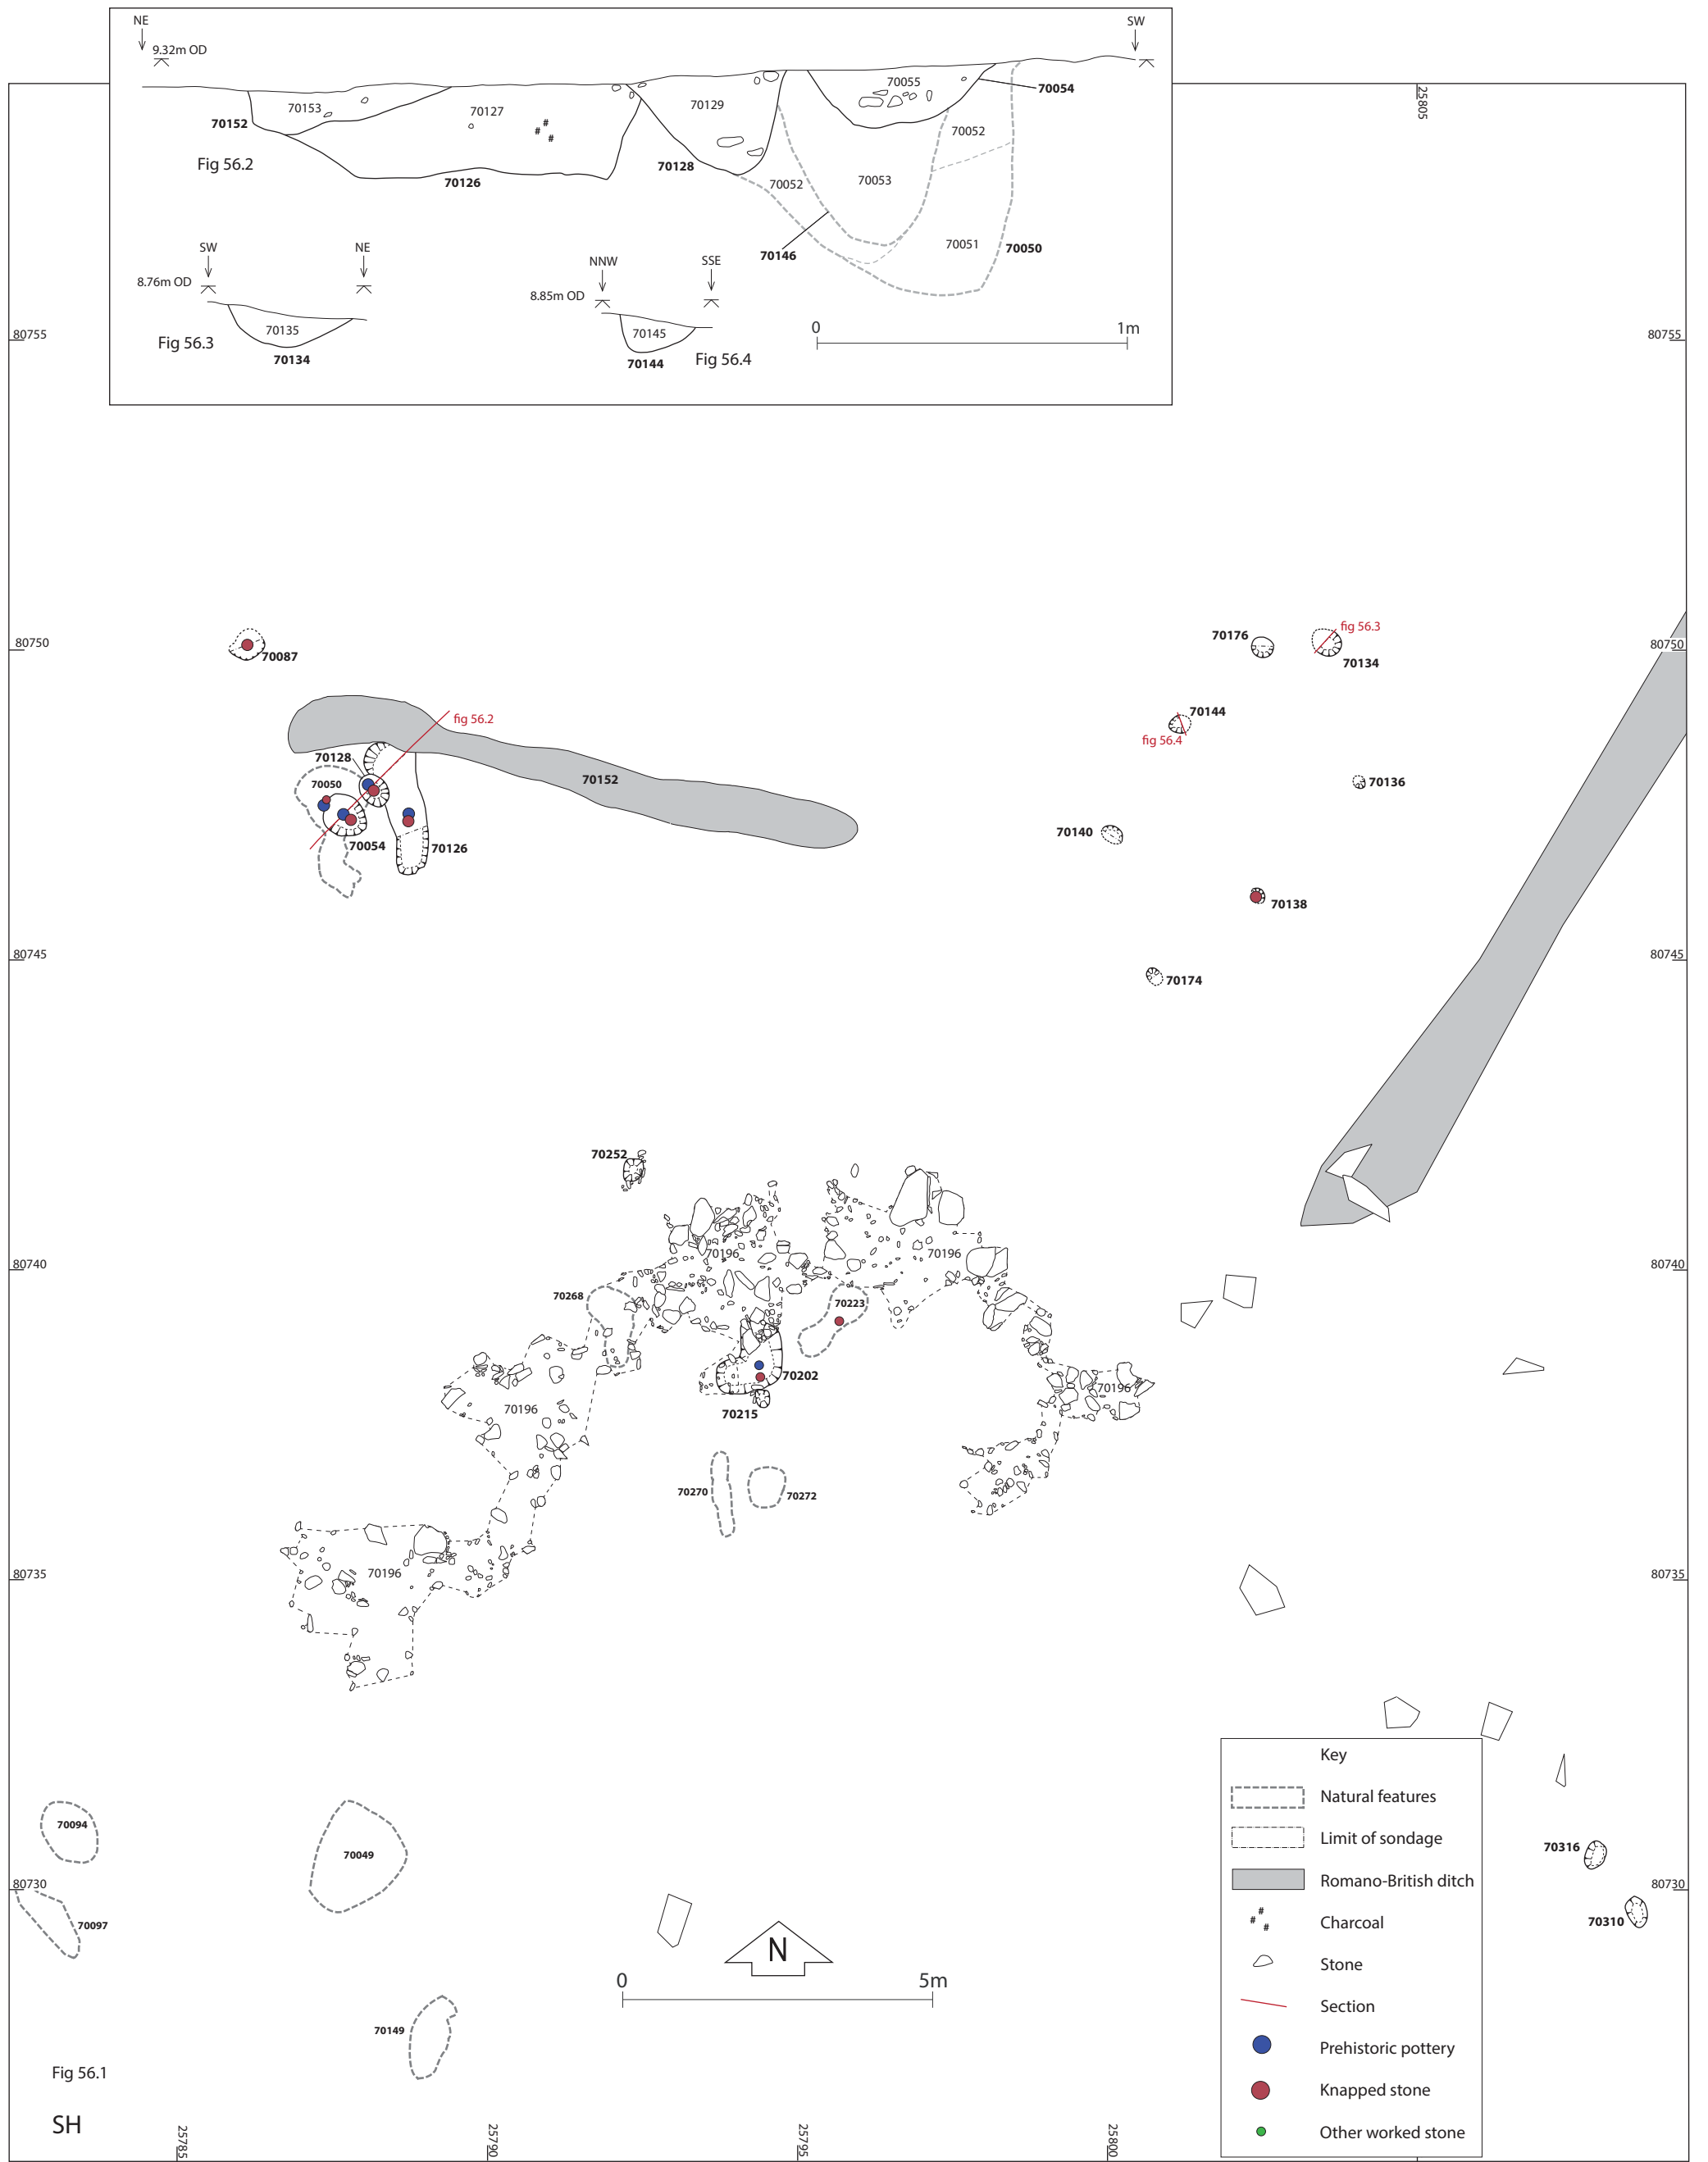 NE
SW
9.32m OD
70153
70127
70129
70055
70054
70152
70052
Fig 56.2
70126
70128
70052
70053
70146
70051
70050
SW
NE
NNW
SSE
8.76m OD
8.85m OD
70135
70145
Fig 56.3
70134
70144
Fig 56.4
0
1m
25805
80755
80755
80750
80750
70087
70176
fig 56.3
70134
fig 56.2
70144
fig 56.4
70128
70050
70152
70136
70054
70126
70140
70138
80745
80745
70174
70252
70196
70196
80740
80740
70268
70223
70202
70196
70196
70215
70270
70272
70196
80735
80735
Key
Natural features
Limit of sondage
Romano-British ditch
Charcoal
Stone
Section
Prehistoric pottery
Knapped stone
Other worked stone
70094
70049
70316
80730
80730
70097
70310
N
0
5m
70149
Fig 56.1
SH
25785
25790
25795
25800